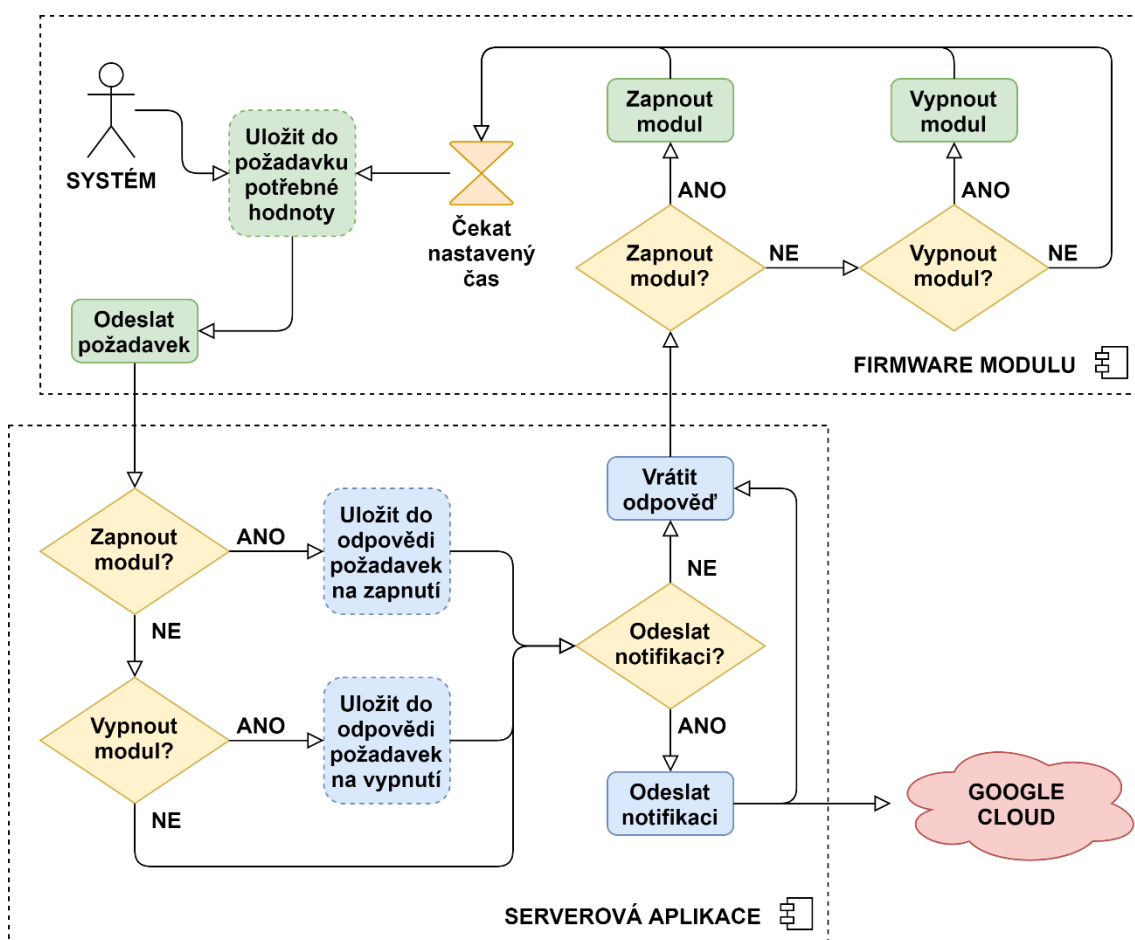 SYSTÉM
Uložit do
požadavku
potřebné
hodnoty
Čekat
nastavený
čas
Zapnout
modul
Vypnout
modul
ANO
ANO
Zapnout
modul?
NE
Vypnout
modul?
NE
Odeslat
požadavek
FIRMWARE MODULU
Zapnout
modul?
ANO
Uložit do
odpovědi
požadavek
na zapnutí
Vrátit
odpověď
NE
NE
Odeslat
notifikaci?
Vypnout
modul?
ANO
Uložit do
odpovědi
požadavek
na vypnutí
ANO
NE
Odeslat
notifikaci
GOOGLE
CLOUD
SERVEROVÁ APLIKACE